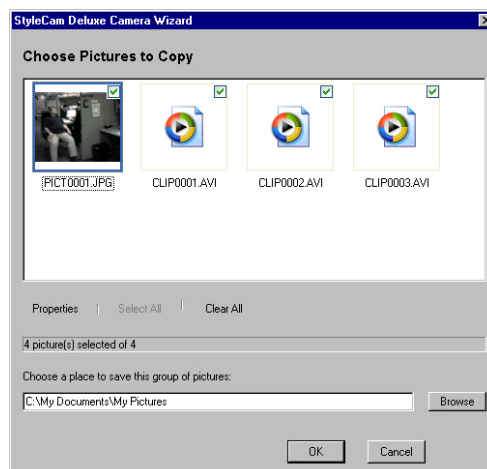 StyleCam Deluxe Camera Wizard
Choose Pictures to Copy
PICT0001.JPG CLIP0001.AVI CLIP0002.AVI CLIP0003.AVI
Properties | Select All | Clear All
4 picture(s) selected of 4
Choose a place to save this group of pictures:
C:\My Documents\My Pictures Browse
OK Cancel